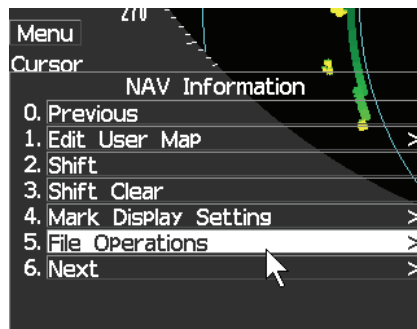 270
Menu
Cursor
NAV Information
0. Previous
1. Edit User Map >
2. Shift
3. Shift Clear
4. Mark Display Setting >
5. File Operations >
6. Next >